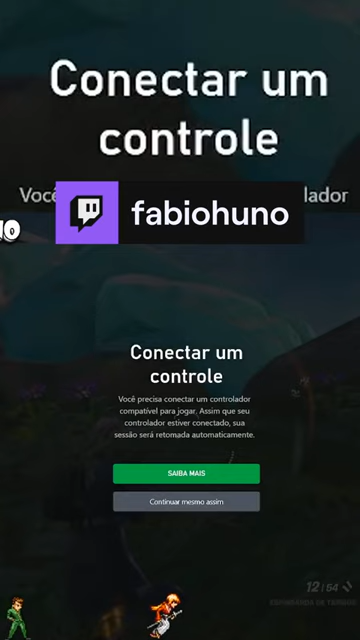 Conectar um
controle
Você
lador
fabiohuno
Conectar um
controle
Você precisa conectar um controlador
compatível para jogar. Assim que seu
controlador estiver conectado, sua
sessão será retomada automaticamente.
SAIBA MAIS
Continuar mesmo assim
12/54